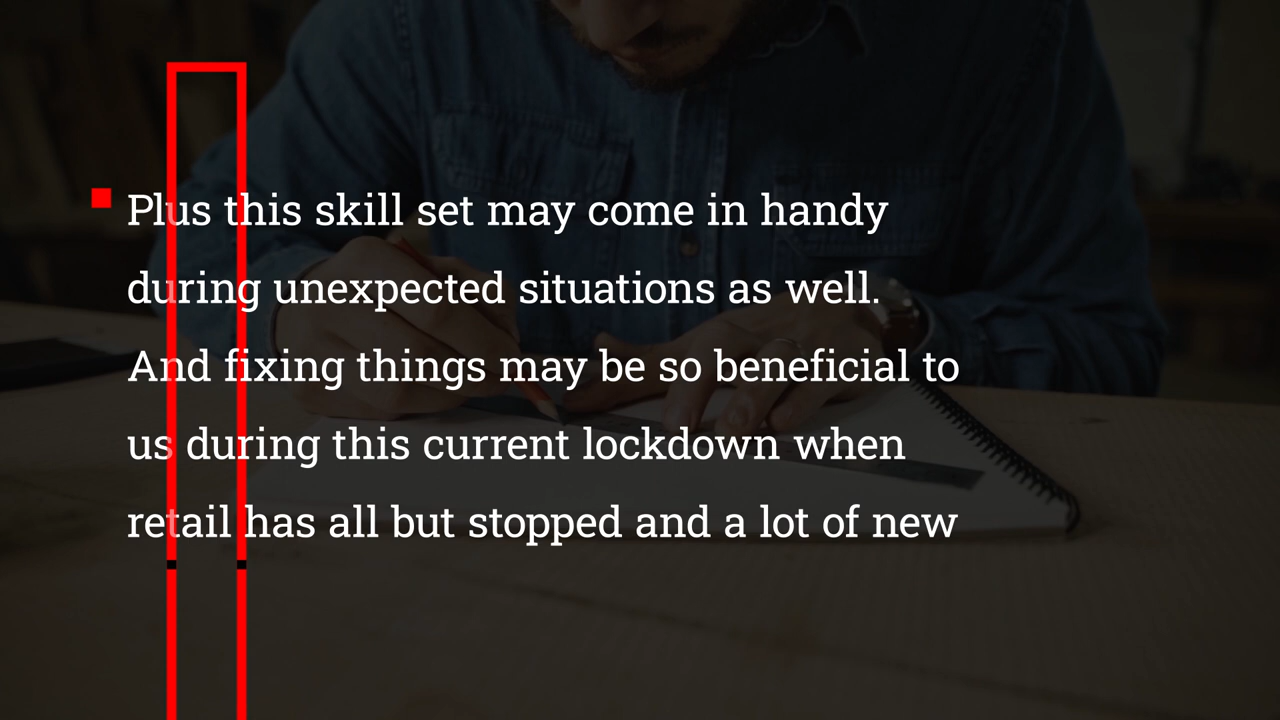 Plus this skill set may come in handy
during unexpected situations as well.
And fixing things may be so beneficial to
us during this current lockdown when
retail has all but stopped and a lot of new